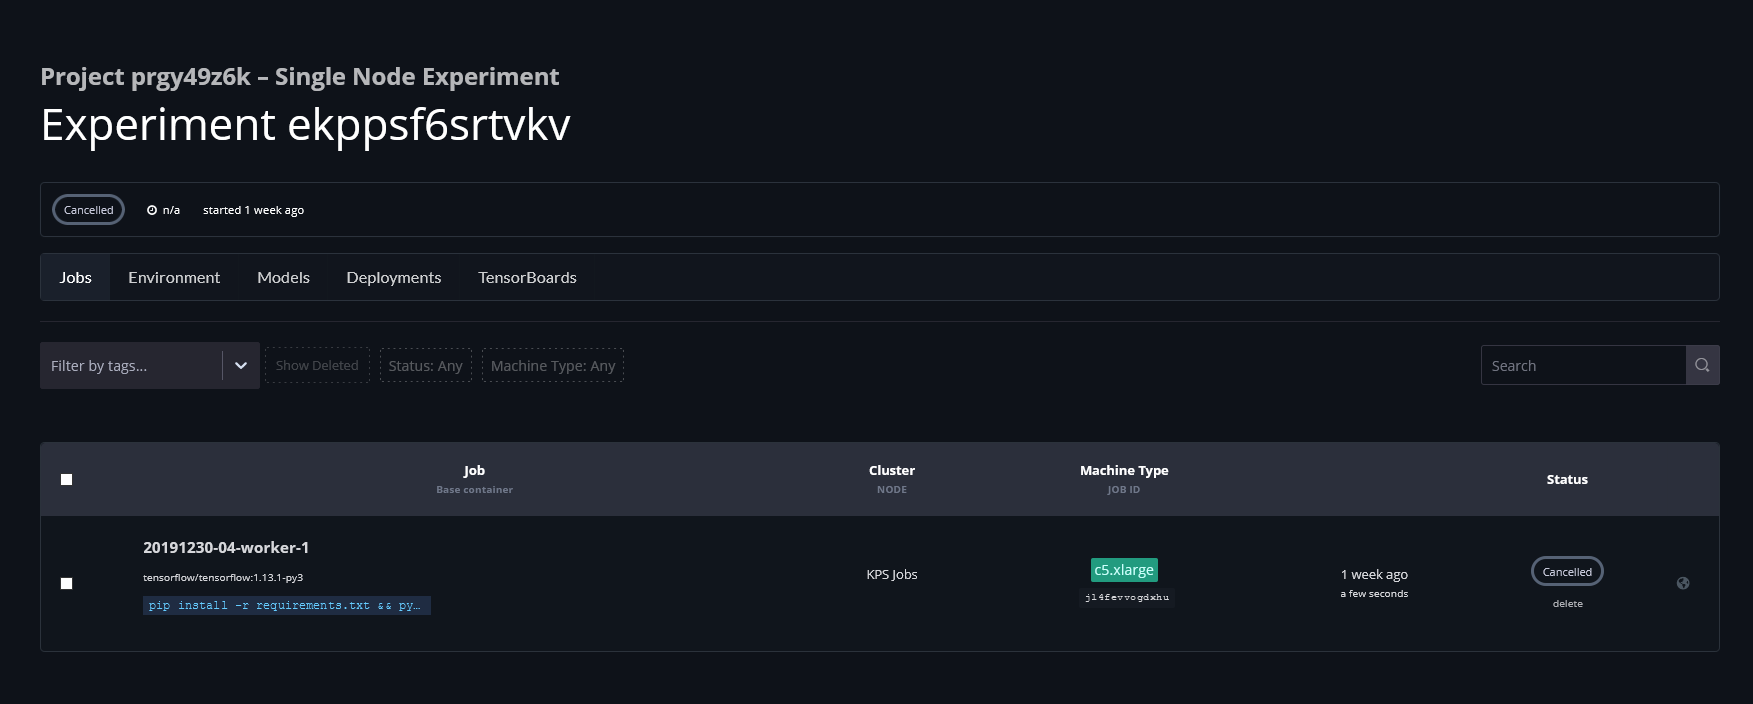 Project prgy49z6k – Single Node Experiment
Experiment ekppsf6srtvkv
Cancelled n/a started 1 week ago
Jobs Environment Models Deployments TensorBoards
Filter by tags... Show Deleted Status: Any Machine Type: Any Search
Job Cluster Machine Type Status
Base container NODE JOB ID
20191230-04-worker-1
tensorflow/tensorflow:1.13.1-py3
pip install -r requirements.txt && py…
KPS Jobs
c5.xlarge
jl4fevvogdxhu
1 week ago
a few seconds
Cancelled
delete